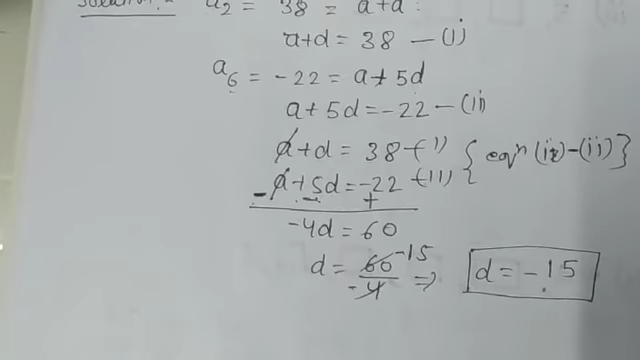 Solution:-
a₂ = 38 = a+d
a+d = 38 — (i)
a₆ = -22 = a+5d
a+5d = -22 — (ii)
a+d = 38 — (i)
a+5d = -22 — (ii) { eqⁿ (i) - (ii) }
- - +
-4d = 60
d = 60/-4 -15 ⇒ d = -15